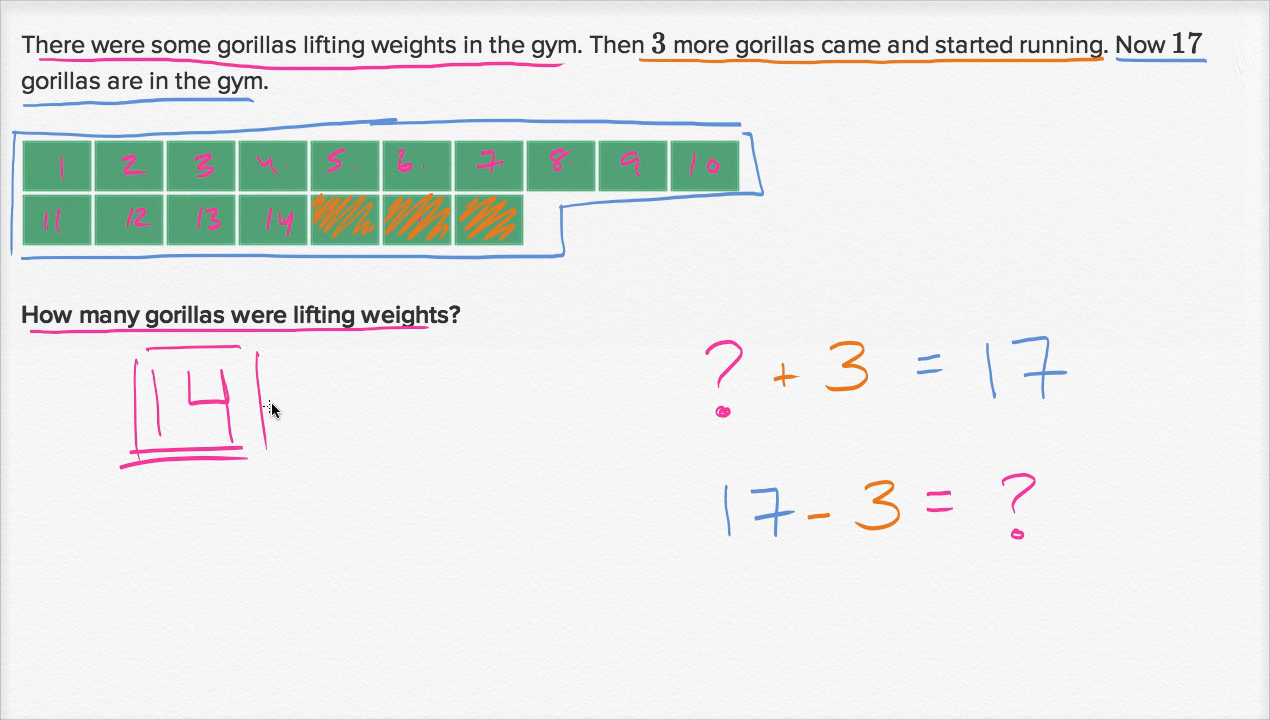 There were some gorillas lifting weights in the gym. Then 3 more gorillas came and started running. Now 17
gorillas are in the gym.
1 2 3 4 5 6 7 8 9 10
11 12 13 14
How many gorillas were lifting weights?
14
? + 3 = 17
17 - 3 = ?